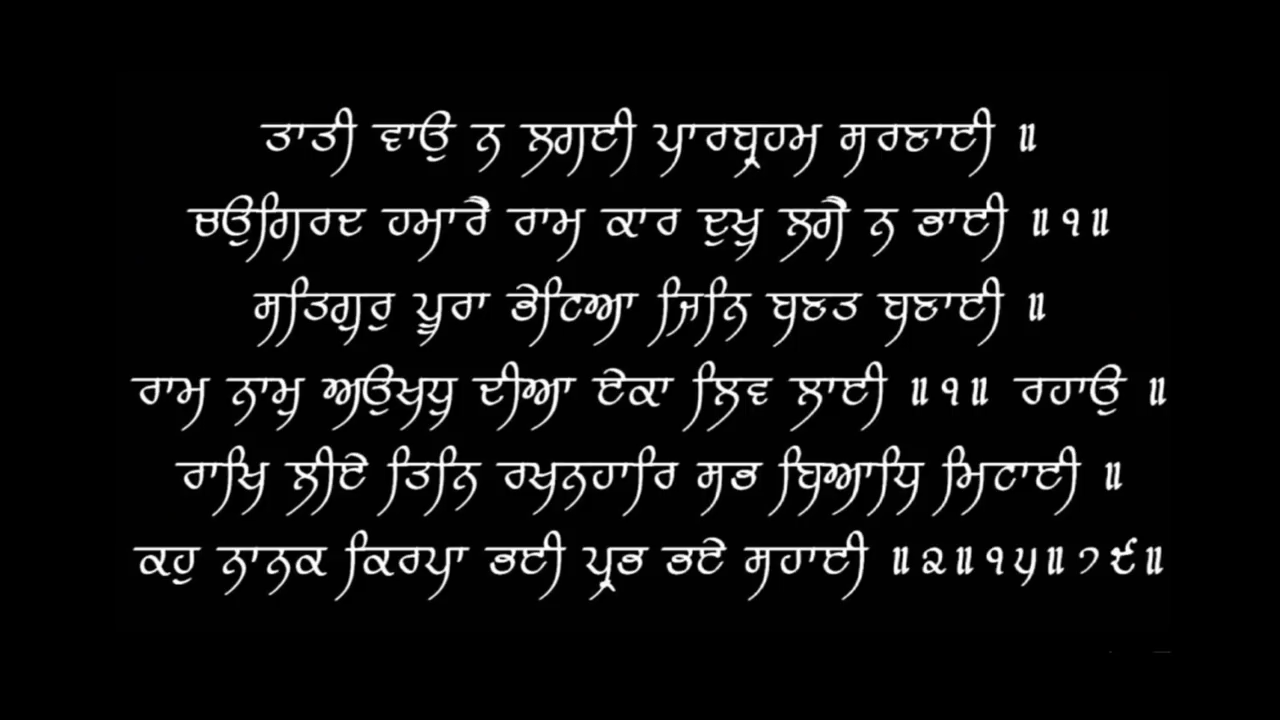 ਤਾਤੀ ਵਾਉ ਨ ਲਗਈ ਪਾਰਬ੍ਰਹਮ ਸਰਣਾਈ ॥
ਚਉਗਿਰਦ ਹਮਾਰੈ ਰਾਮ ਕਾਰ ਦੁਖੁ ਲਗੈ ਨ ਭਾਈ ॥੧॥
ਸਤਿਗੁਰੁ ਪੂਰਾ ਭੇਟਿਆ ਜਿਨਿ ਬਣਤ ਬਣਾਈ ॥
ਰਾਮ ਨਾਮੁ ਅਉਖਧੁ ਦੀਆ ਏਕਾ ਲਿਵ ਲਾਈ ॥੧॥ ਰਹਾਉ ॥
ਰਾਖਿ ਲੀਏ ਤਿਨਿ ਰਖਨਹਾਰਿ ਸਭ ਬਿਆਧਿ ਮਿਟਾਈ ॥
ਕਹੁ ਨਾਨਕ ਕਿਰਪਾ ਭਈ ਪ੍ਰਭ ਭਏ ਸਹਾਈ ॥੨॥੧੫॥੭੯॥